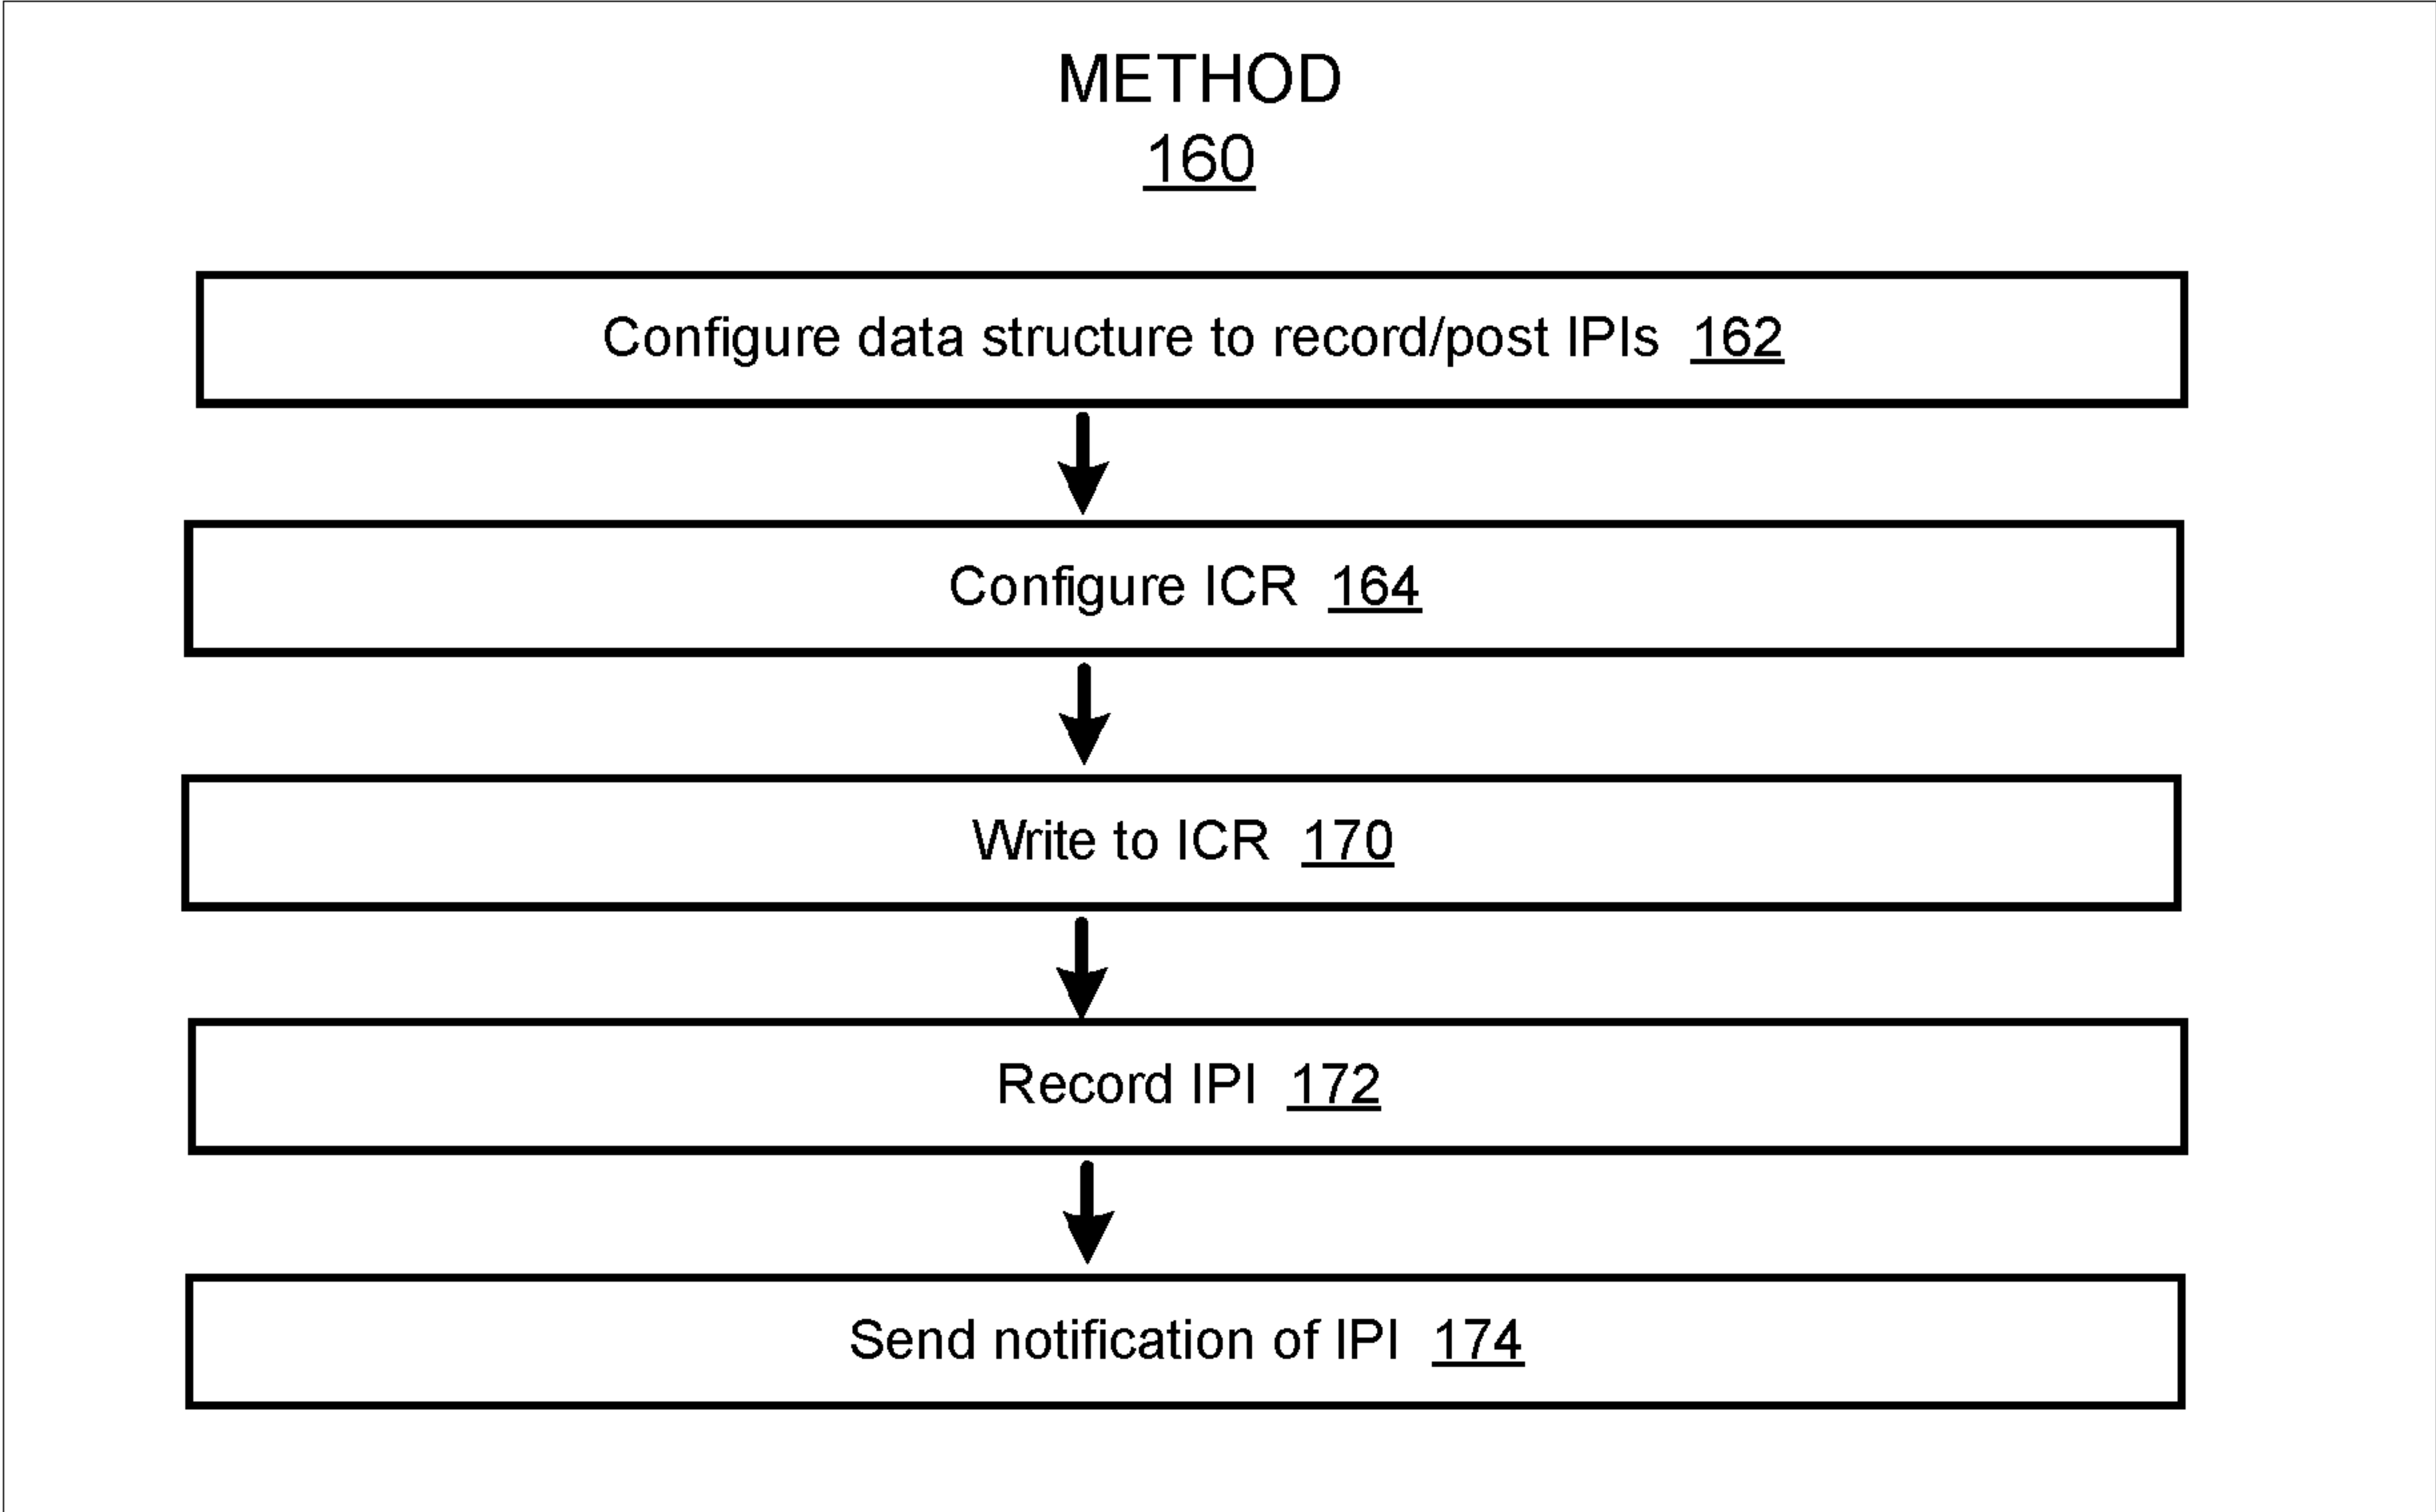 METHOD
160
Configure data structure to record/post IPIs 162
Configure ICR 164
Write to ICR 170
Record IPI 172
Send notification of IPI 174